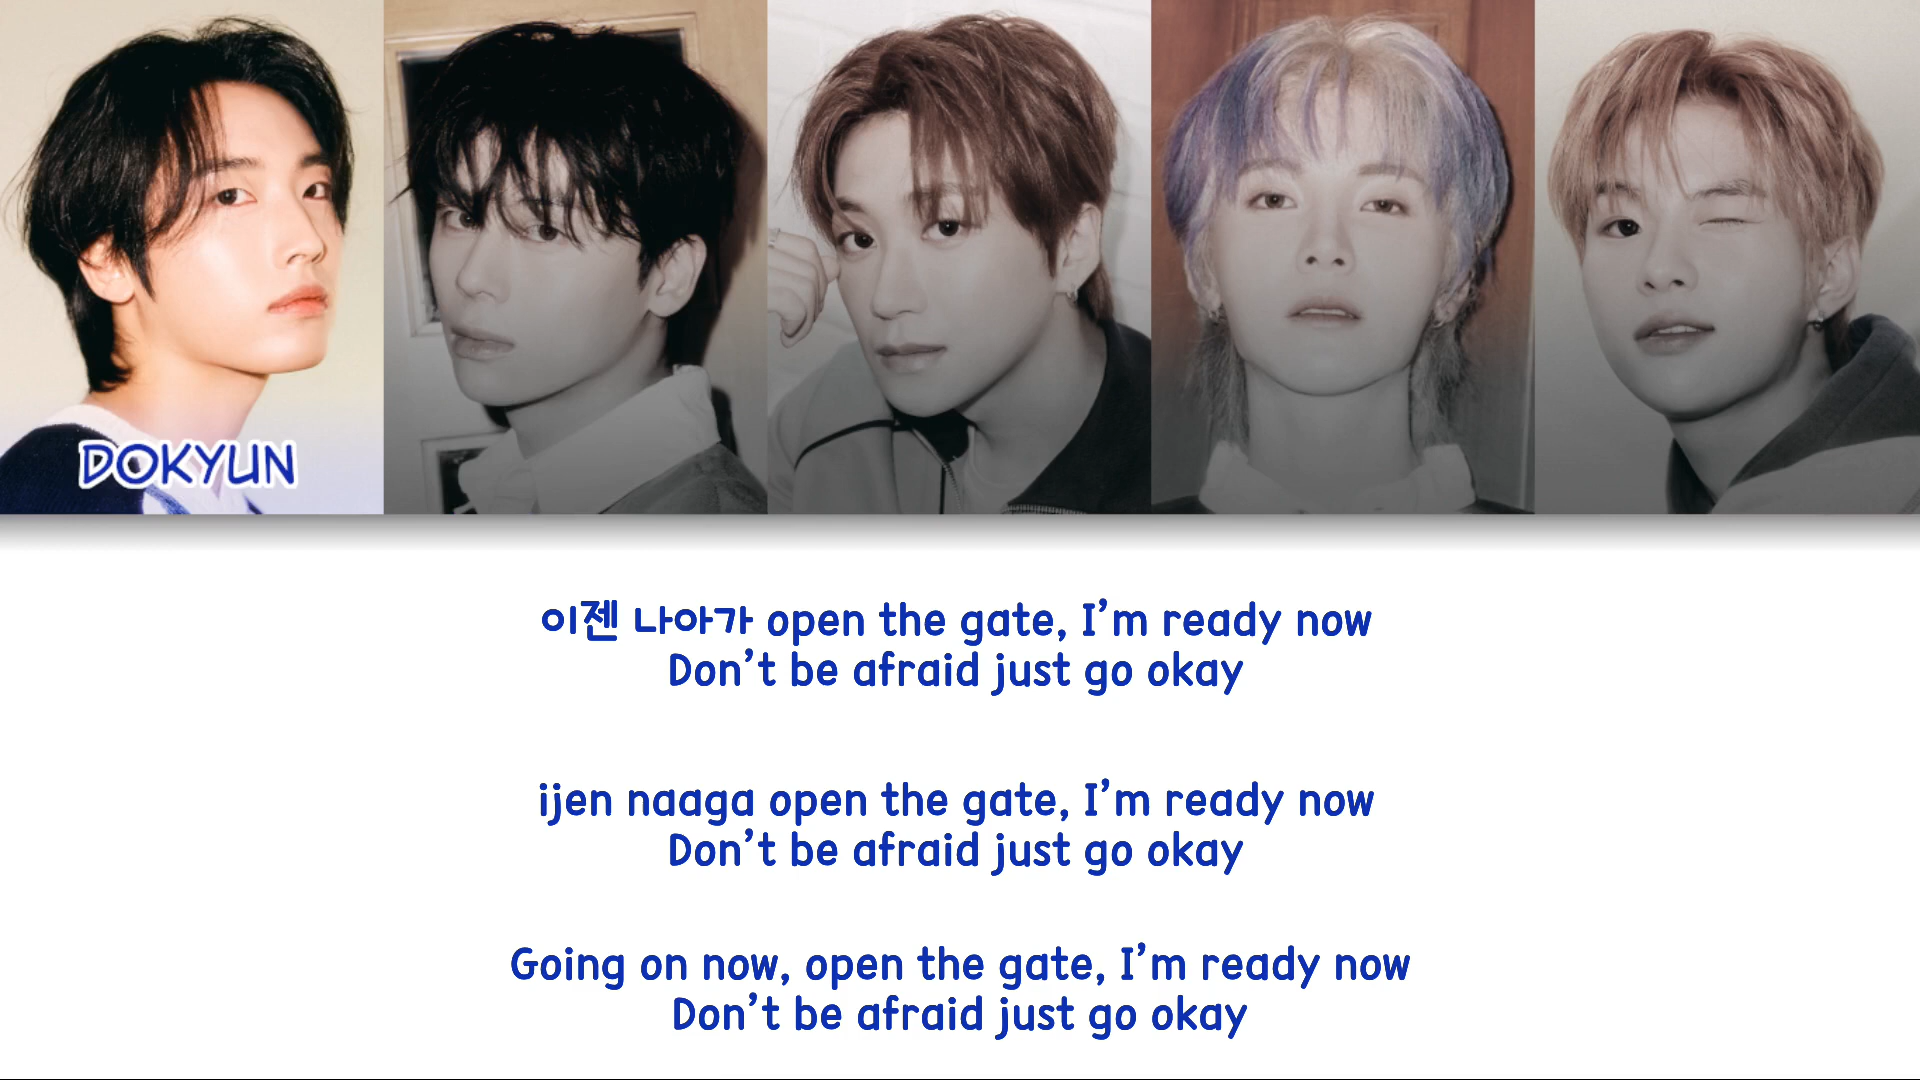 DOKYUN
이젠 나아가 open the gate, I'm ready now
Don't be afraid just go okay
ijen naaga open the gate, I'm ready now
Don't be afraid just go okay
Going on now, open the gate, I'm ready now
Don't be afraid just go okay